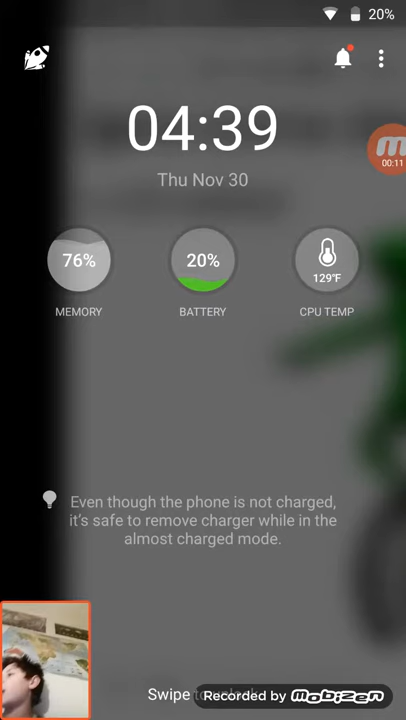 20%
04:39
Thu Nov 30
00:11
76%
20%
129°F
MEMORY
BATTERY
CPU TEMP
Even though the phone is not charged,
it's safe to remove charger while in the
almost charged mode.
Swipe
Recorded by mobizen